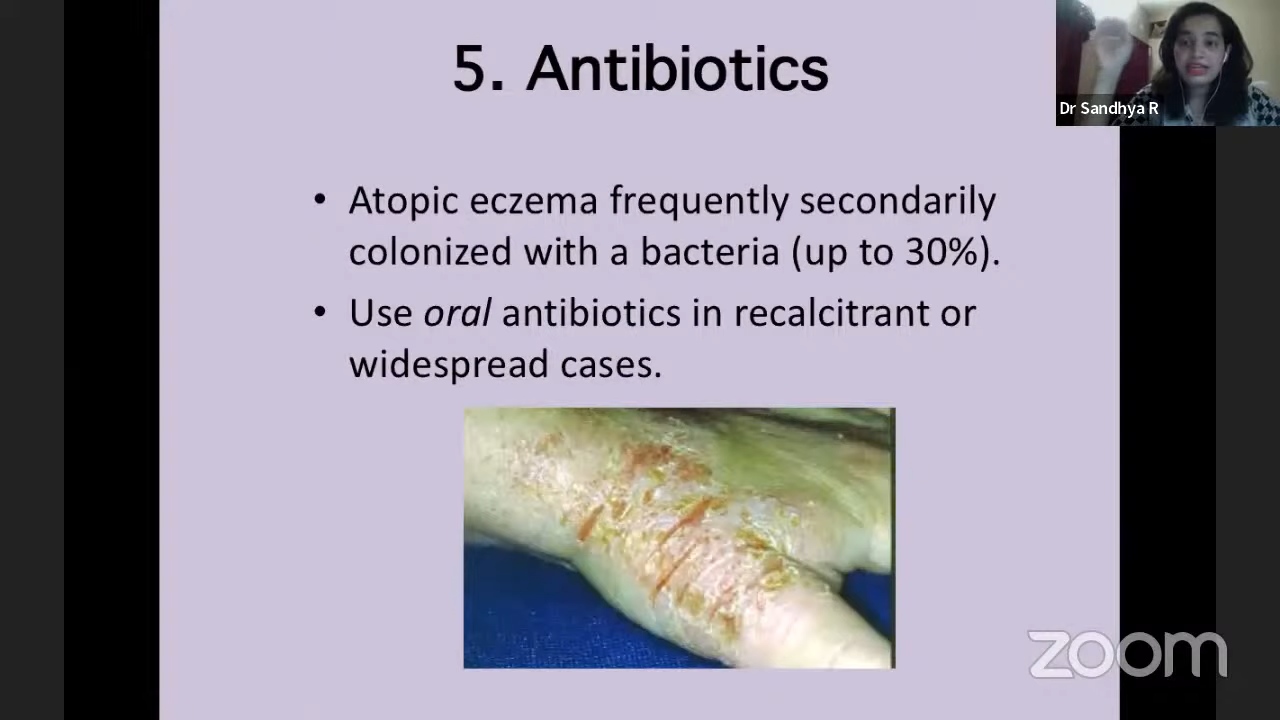 5. Antibiotics
Dr Sandhya R
• Atopic eczema frequently secondarily
colonized with a bacteria (up to 30%).
• Use oral antibiotics in recalcitrant or
widespread cases.
zoom